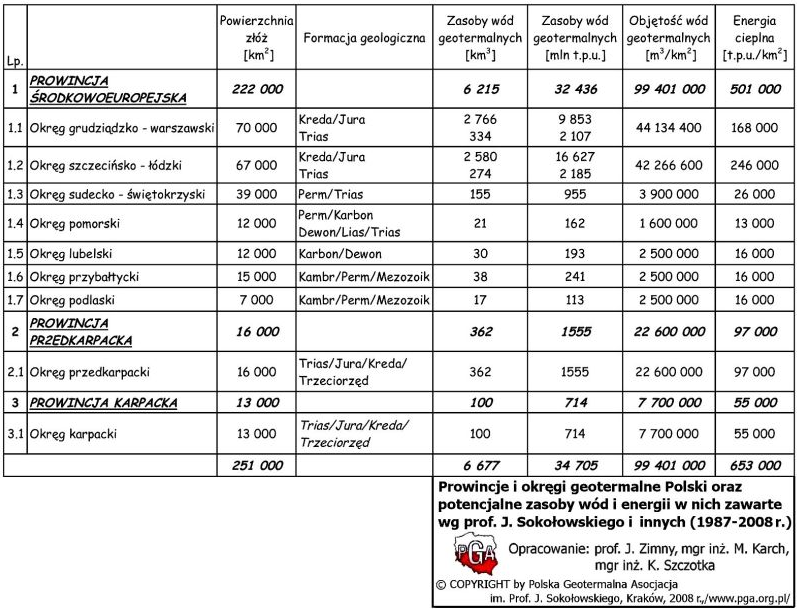 Lp. Powierzchnia złóż [km²] Formacja geologiczna Zasoby wód geotermalnych [km³] Zasoby wód geotermalnych [mln t.p.u.] Objętość wód geotermalnych [m³/km²] Energia cieplna [t.p.u./km²]
1 PROWINCJA ŚRODKOWOEUROPEJSKA 222 000 6 215 32 436 99 401 000 501 000
1.1 Okręg grudziądzko - warszawski 70 000 Kreda/Jura 2 766 9 853 44 134 400 168 000
Trias 334 2 107
1.2 Okręg szczecińsko - łódzki 67 000 Kreda/Jura 2 580 16 627 42 266 600 246 000
Trias 274 2 185
1.3 Okręg sudecko - świętokrzyski 39 000 Perm/Trias 155 955 3 900 000 26 000
1.4 Okręg pomorski 12 000 Perm/Karbon Dewon/Lias/Trias 21 162 1 600 000 13 000
1.5 Okręg lubelski 12 000 Karbon/Dewon 30 193 2 500 000 16 000
1.6 Okręg przybałtycki 15 000 Kambr/Perm/Mezozoik 38 241 2 500 000 16 000
1.7 Okręg podlaski 7 000 Kambr/Perm/Mezozoik 17 113 2 500 000 16 000
2 PROWINCJA PRZEDKARPACKA 16 000 362 1555 22 600 000 97 000
2.1 Okręg przedkarpacki 16 000 Trias/Jura/Kreda/ Trzeciorzęd 362 1555 22 600 000 97 000
3 PROWINCJA KARPACKA 13 000 100 714 7 700 000 55 000
3.1 Okręg karpacki 13 000 Trias/Jura/Kreda/ Trzeciorzęd 100 714 7 700 000 55 000
251 000 6 677 34 705 99 401 000 653 000
Prowincje i okręgi geotermalne Polski oraz
potencjalne zasoby wód i energii w nich zawarte
wg prof. J. Sokołowskiego i innych (1987-2008 r.)
PGA
Opracowanie: prof. J. Zimny, mgr inż. M. Karch,
mgr inż. K. Szczotka
© COPYRIGHT by Polska Geotermalna Asocjacja
im. Prof. J. Sokołowskiego, Kraków, 2008 r.,/www.pga.org.pl/